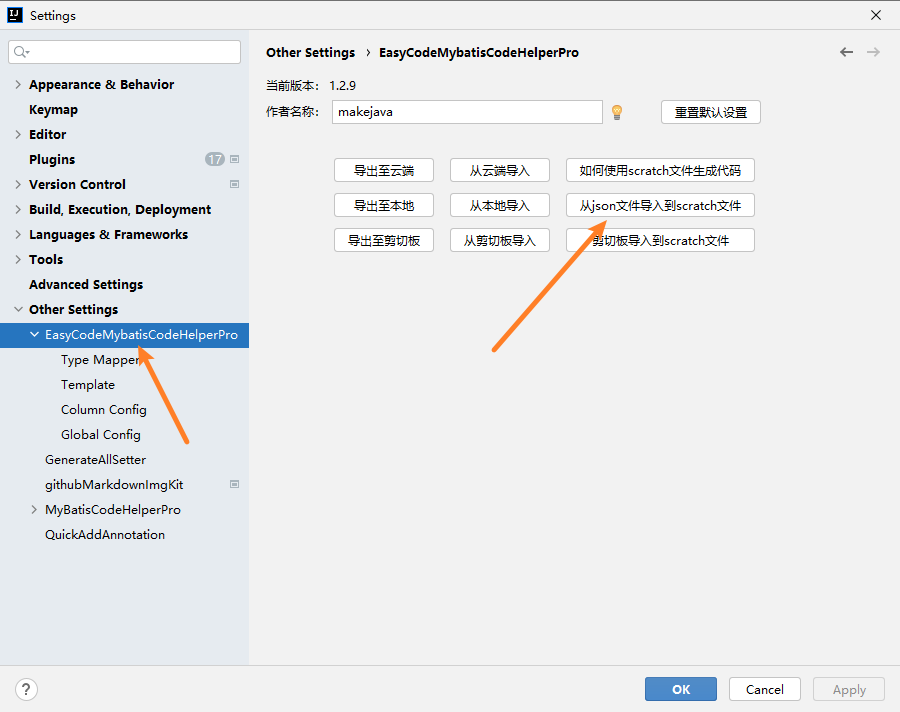 Settings
Appearance & Behavior
Keymap
Editor
Plugins 17
Version Control
Build, Execution, Deployment
Languages & Frameworks
Tools
Advanced Settings
Other Settings
EasyCodeMybatisCodeHelperPro
Type Mapper
Template
Column Config
Global Config
GenerateAllSetter
githubMarkdownImgKit
MyBatisCodeHelperPro
QuickAddAnnotation
Other Settings › EasyCodeMybatisCodeHelperPro
当前版本： 1.2.9
作者名称： makejava 重置默认设置
导出至云端 从云端导入 如何使用scratch文件生成代码
导出至本地 从本地导入 从json文件导入到scratch文件
导出至剪切板 从剪切板导入 剪切板导入到scratch文件
? OK Cancel Apply